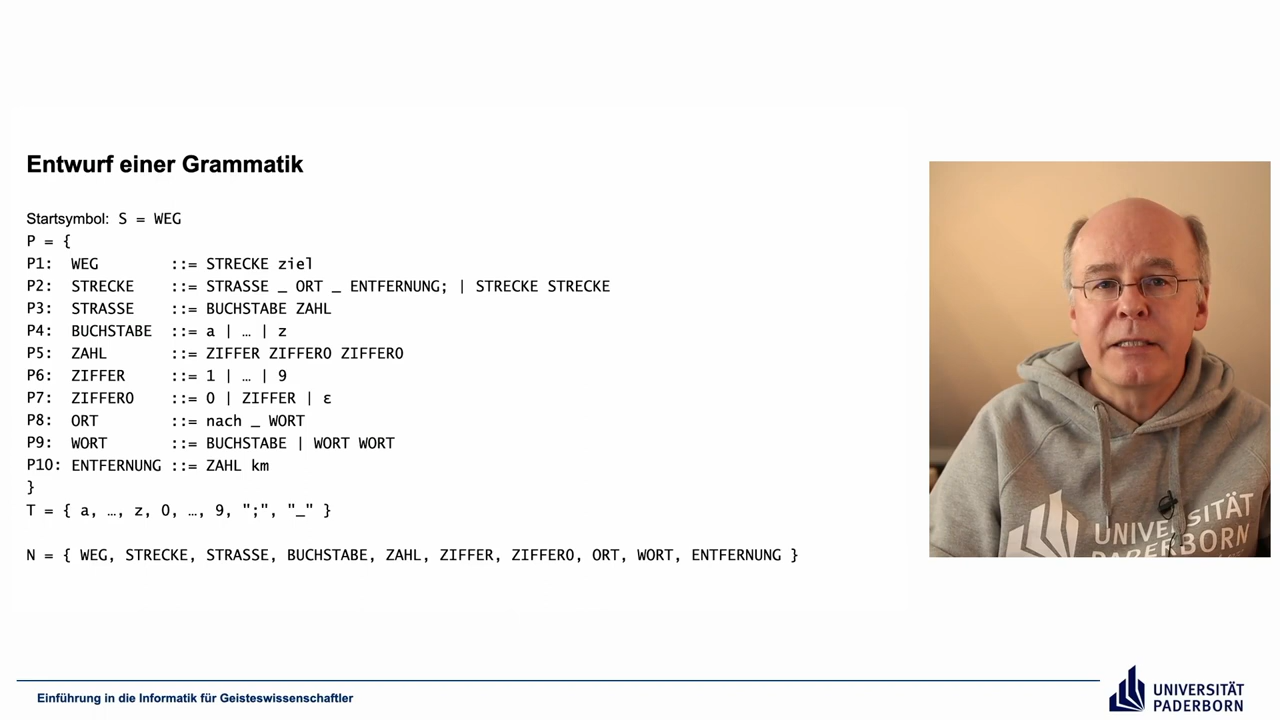 Entwurf einer Grammatik
Startsymbol: S = WEG
P = {
P1: WEG ::= STRECKE ziel
P2: STRECKE ::= STRASSE _ ORT _ ENTFERNUNG; | STRECKE STRECKE
P3: STRASSE ::= BUCHSTABE ZAHL
P4: BUCHSTABE ::= a | … | z
P5: ZAHL ::= ZIFFER ZIFFER0 ZIFFER0
P6: ZIFFER ::= 1 | … | 9
P7: ZIFFER0 ::= 0 | ZIFFER | ε
P8: ORT ::= nach _ WORT
P9: WORT ::= BUCHSTABE | WORT WORT
P10: ENTFERNUNG ::= ZAHL km
}
T = { a, …, z, 0, …, 9, ";", "_" }
N = { WEG, STRECKE, STRASSE, BUCHSTABE, ZAHL, ZIFFER, ZIFFER0, ORT, WORT, ENTFERNUNG }
UNIVERSITÄT
PADERBORN
Einführung in die Informatik für Geisteswissenschaftler
UNIVERSITÄT
PADERBORN